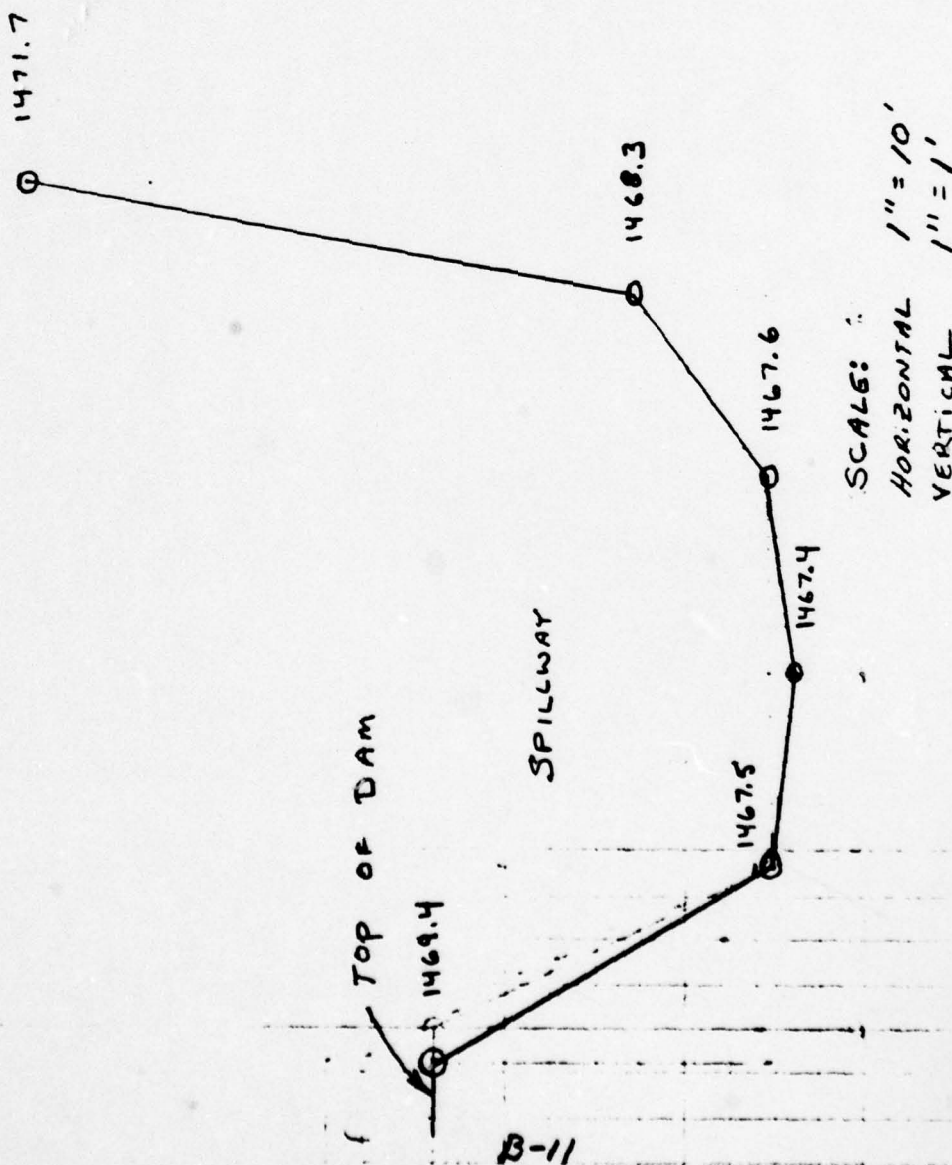 1471.7
TOP OF DAM
1469.4
SPILLWAY
1468.3
1467.5
1467.4
1467.6
SCALE:
HORIZONTAL 1" = 10'
VERTICAL 1" = 1'
B-11